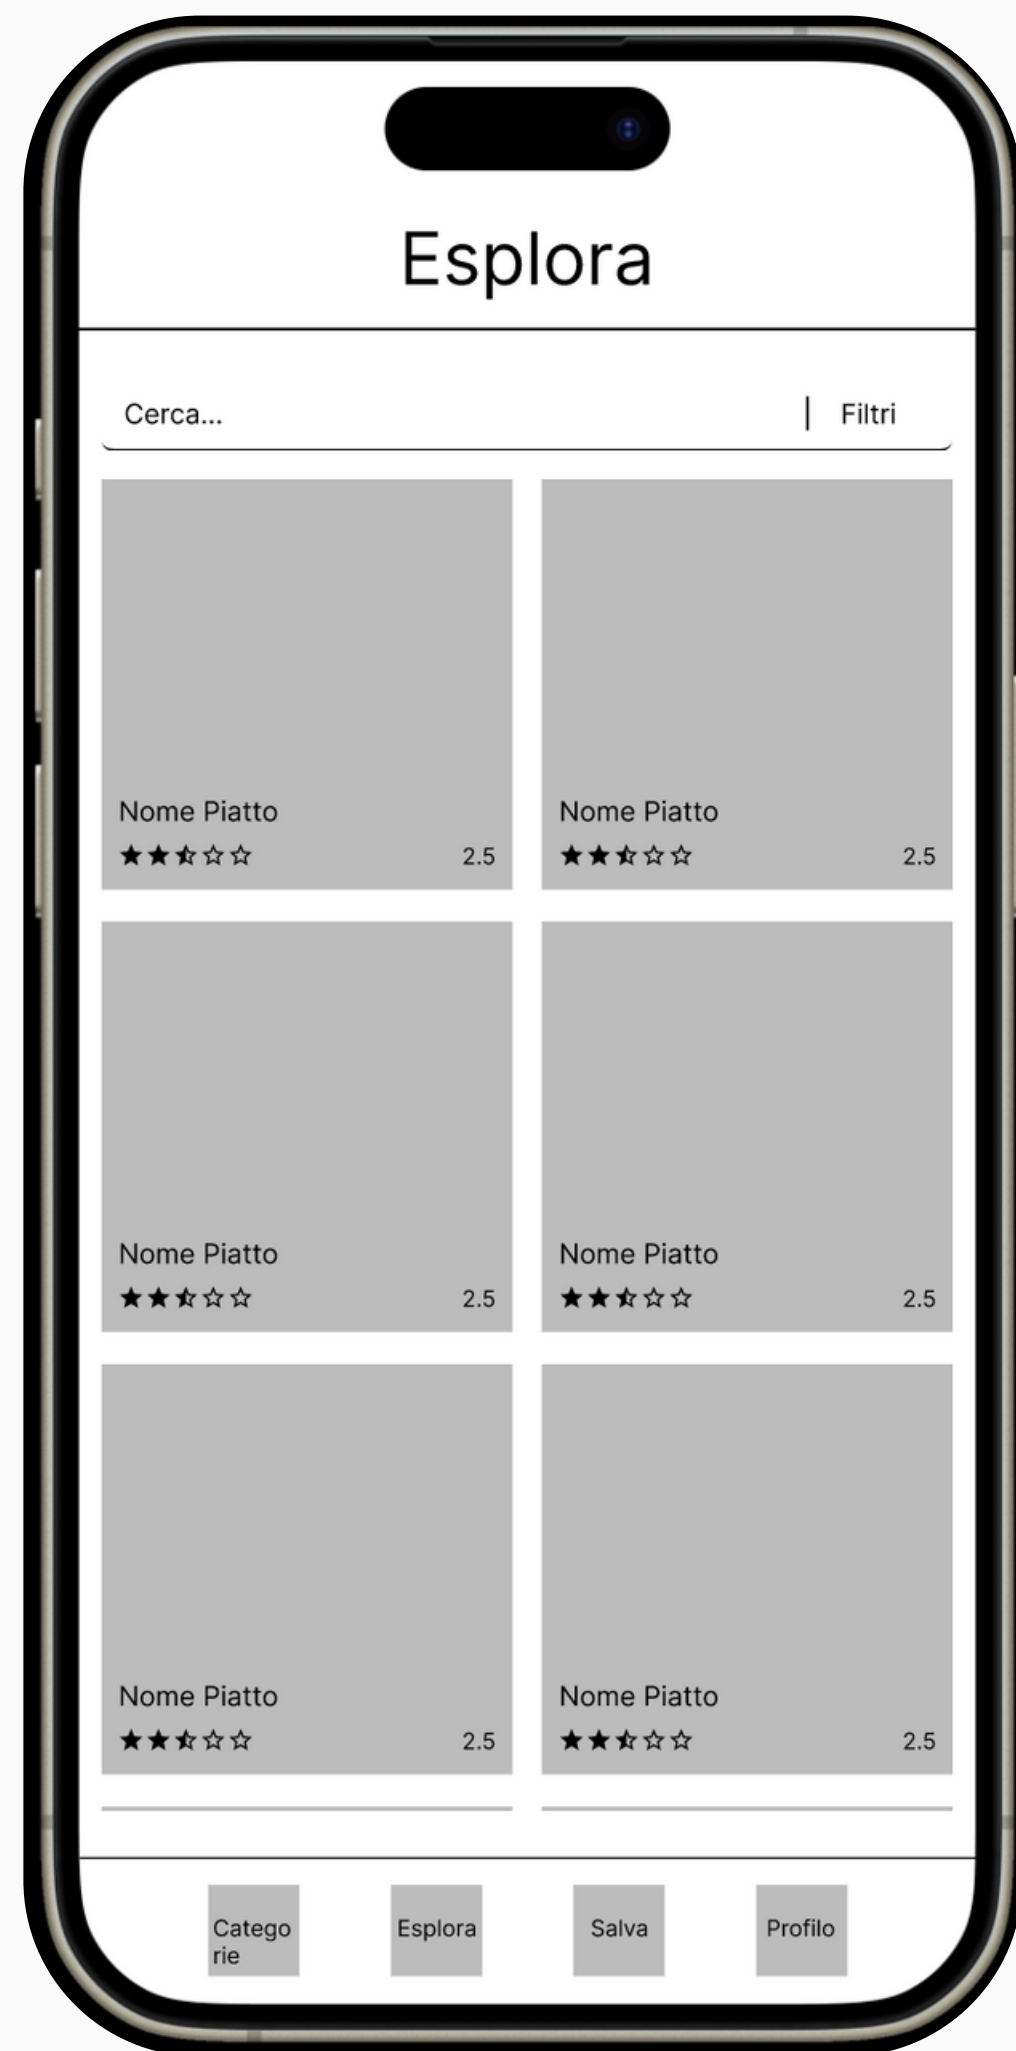 Esplora
Cerca...
| Filtri
Nome Piatto
2.5
Nome Piatto
2.5
Nome Piatto
2.5
Nome Piatto
2.5
Nome Piatto
2.5
Nome Piatto
2.5
Catego
rie
Esplora
Salva
Profilo